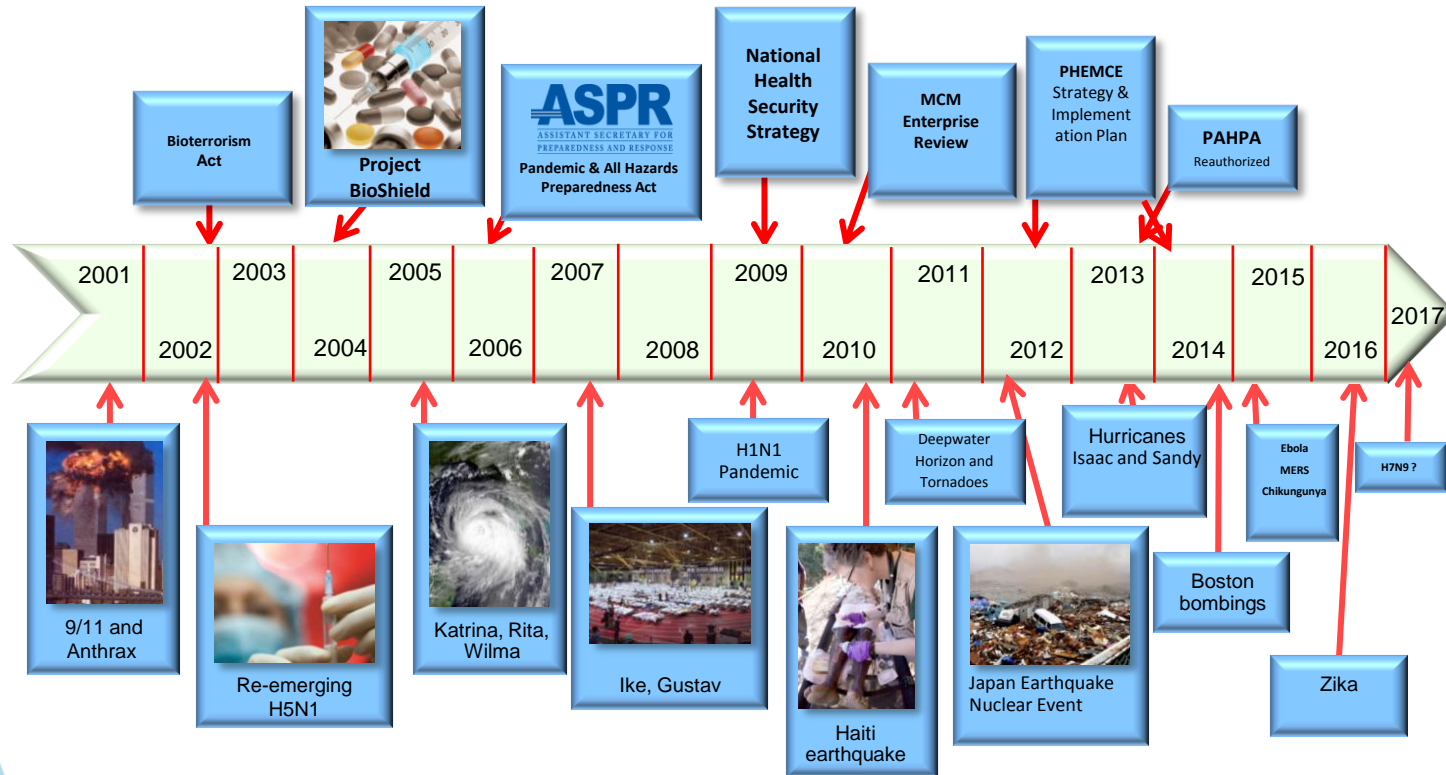 Bioterrorism
Act
Project
BioShield
ASPR
ASSISTANT SECRETARY FOR
PREPAREDNESS AND RESPONSE
Pandemic & All Hazards
Preparedness Act
National
Health
Security
Strategy
MCM
Enterprise
Review
PHEMCE
Strategy &
Implement
ation Plan
PAHPA
Reauthorized
2001
2002
2003
2004
2005
2006
2007
2008
2009
2010
2011
2012
2013
2014
2015
2016
2017
9/11 and
Anthrax
Re-emerging
H5N1
Katrina, Rita,
Wilma
Ike, Gustav
H1N1
Pandemic
Haiti
earthquake
Deepwater
Horizon and
Tornadoes
Japan Earthquake
Nuclear Event
Hurricanes
Isaac and Sandy
Boston
bombings
Ebola
MERS
Chikungunya
Zika
H7N9 ?